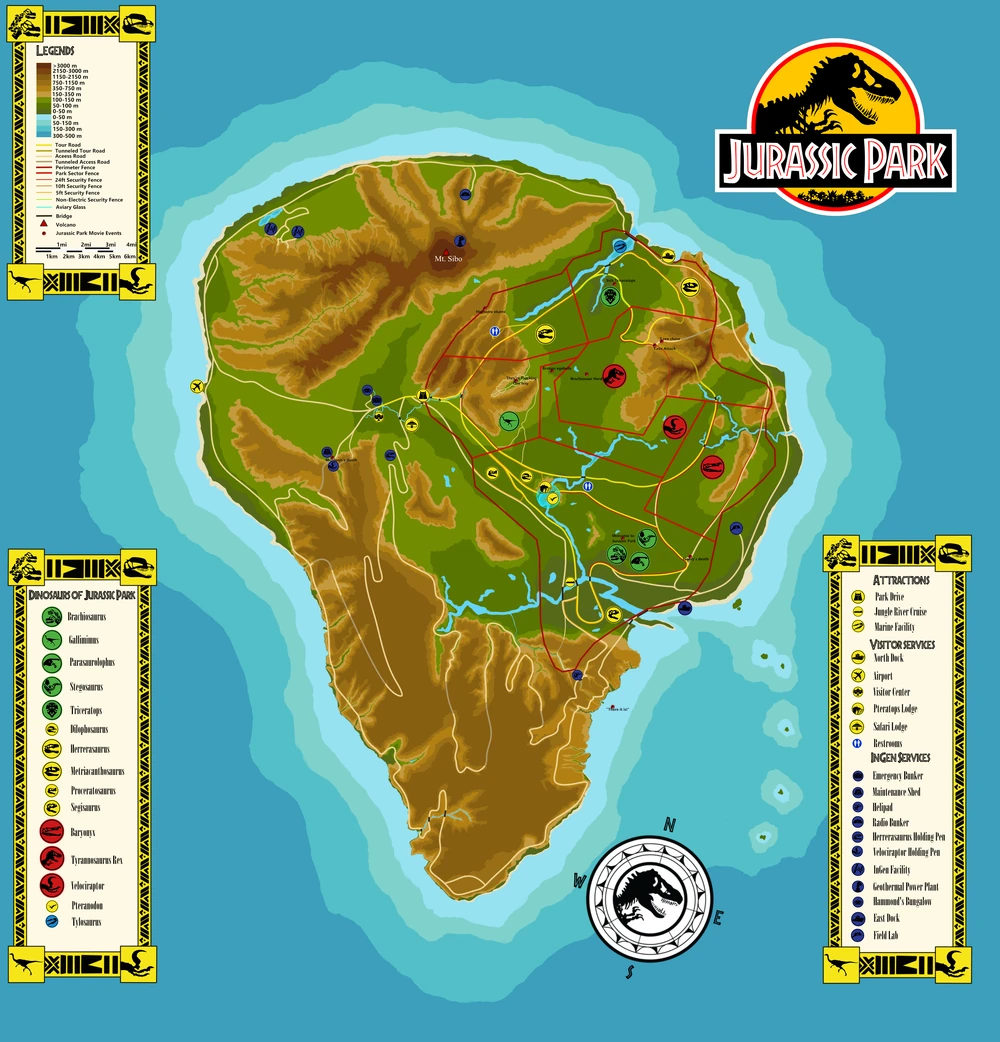 LEGENDS
>3000 m
2150-3000 m
1150-2150 m
750-1150 m
350-750 m
150-350 m
100-150 m
50-100 m
0-50 m
0-50 m
50-150 m
150-300 m
300-500 m
Tour Road
Tunneled Tour Road
Access Road
Tunneled Access Road
Perimeter Fence
Park Sector Fence
24ft Security Fence
10ft Security Fence
5ft Security Fence
Non-Electric Security Fence
Aviary Glass
Bridge
Volcano
Jurassic Park Movie Events
1mi 2mi 3mi 4mi
1km 2km 3km 4km 5km 6km
JURASSIC PARK
Mt. Sibo
"There it is!"
DINOSAURS OF JURASSIC PARK
Brachiosaurus
Gallimimus
Parasaurolophus
Stegosaurus
Triceratops
Dilophosaurus
Herrerasaurus
Metriacanthosaurus
Proceratosaurus
Segisaurus
Baryonyx
Tyrannosaurus Rex
Velociraptor
Pteranodon
Tylosaurus
ATTRACTIONS
Park Drive
Jungle River Cruise
Marine Facility
VISITOR SERVICES
North Dock
Airport
Visitor Center
Pteratops Lodge
Safari Lodge
Restrooms
INGEN SERVICES
Emergency Bunker
Maintenance Shed
Helipad
Radio Bunker
Herrerasaurus Holding Pen
Velociraptor Holding Pen
InGen Facility
Geothermal Power Plant
Hammond's Bungalow
East Dock
Field Lab
N
W
E
S